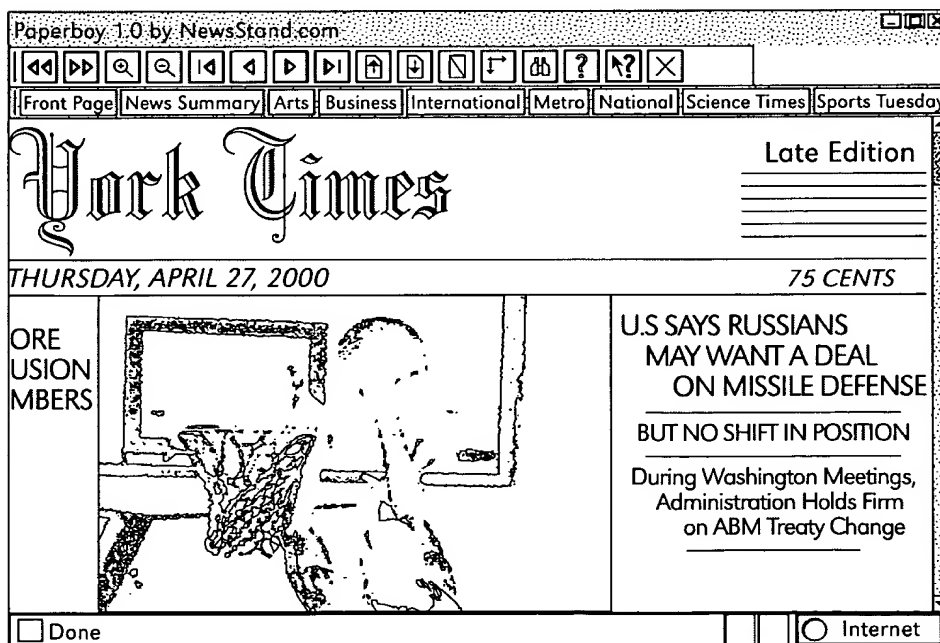 Paperboy 1.0 by NewsStand.com
? ?
Front Page News Summary Arts Business International Metro National Science Times Sports Tuesday
York Times
Late Edition
THURSDAY, APRIL 27, 2000
75 CENTS
ORE
USION
MBERS
U.S SAYS RUSSIANS
MAY WANT A DEAL
ON MISSILE DEFENSE
BUT NO SHIFT IN POSITION
During Washington Meetings,
Administration Holds Firm
on ABM Treaty Change
Done
Internet